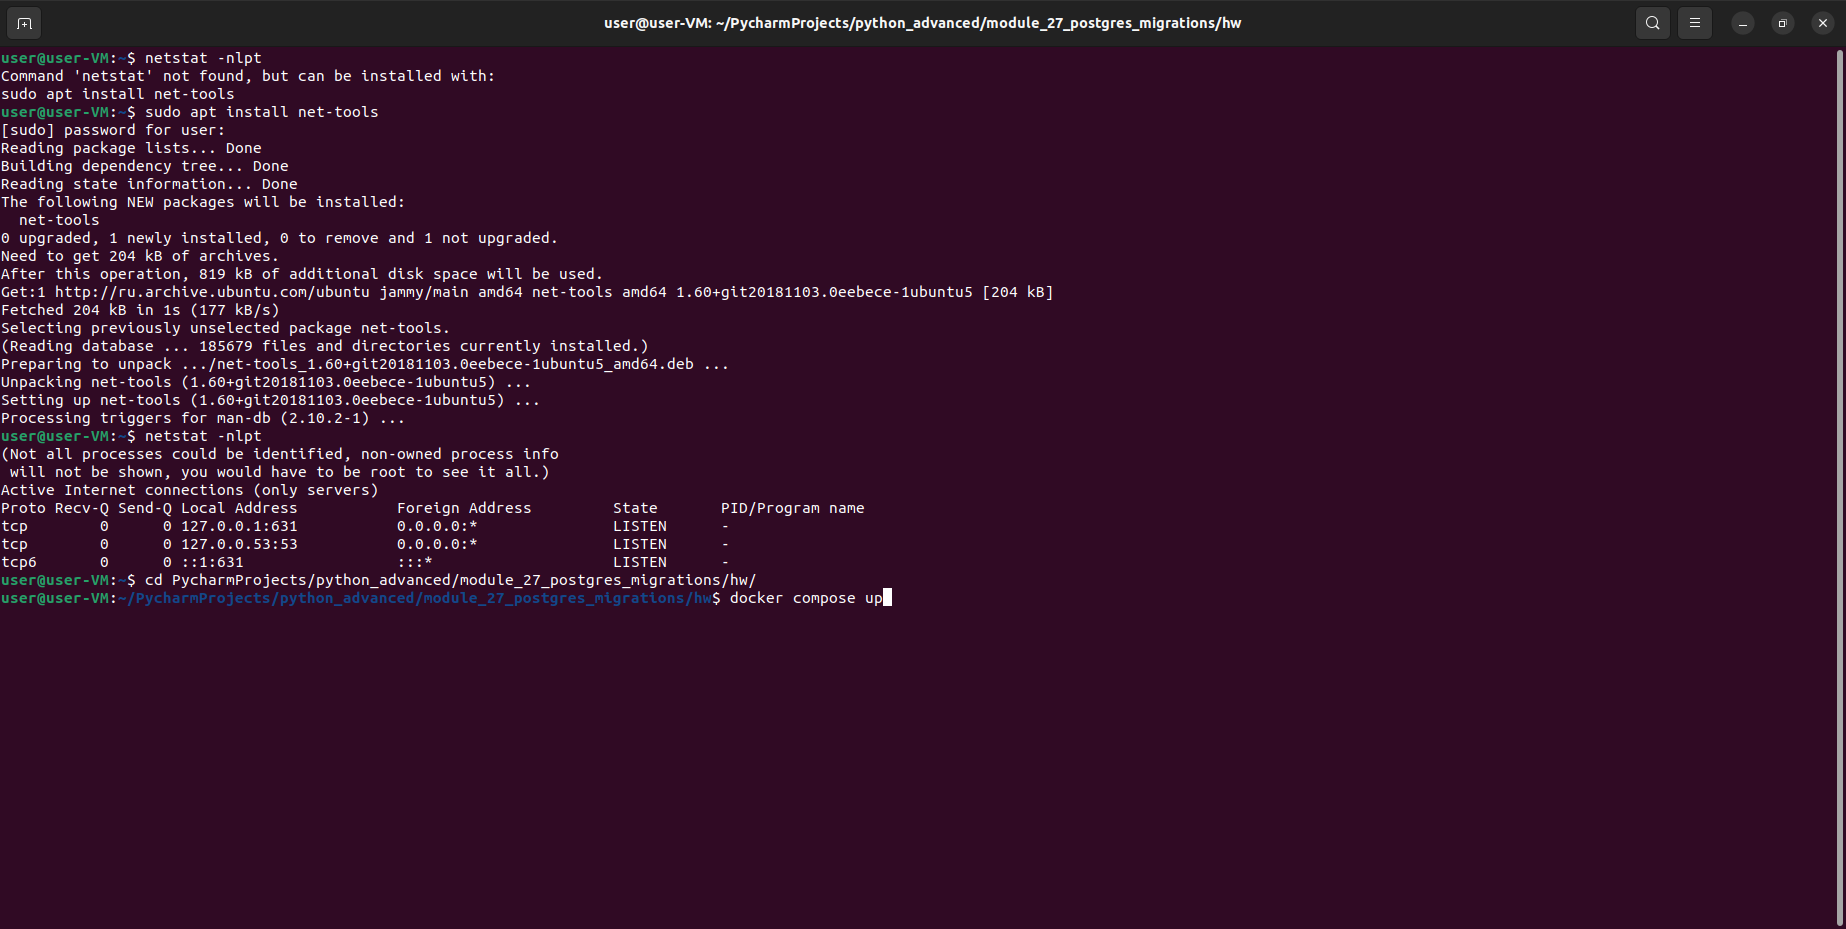 user@user-VM: ~/PycharmProjects/python_advanced/module_27_postgres_migrations/hw
user@user-VM:~$ netstat -nlpt
Command 'netstat' not found, but can be installed with:
sudo apt install net-tools
user@user-VM:~$ sudo apt install net-tools
[sudo] password for user:
Reading package lists... Done
Building dependency tree... Done
Reading state information... Done
The following NEW packages will be installed:
  net-tools
0 upgraded, 1 newly installed, 0 to remove and 1 not upgraded.
Need to get 204 kB of archives.
After this operation, 819 kB of additional disk space will be used.
Get:1 http://ru.archive.ubuntu.com/ubuntu jammy/main amd64 net-tools amd64 1.60+git20181103.0eebece-1ubuntu5 [204 kB]
Fetched 204 kB in 1s (177 kB/s)
Selecting previously unselected package net-tools.
(Reading database ... 185679 files and directories currently installed.)
Preparing to unpack .../net-tools_1.60+git20181103.0eebece-1ubuntu5_amd64.deb ...
Unpacking net-tools (1.60+git20181103.0eebece-1ubuntu5) ...
Setting up net-tools (1.60+git20181103.0eebece-1ubuntu5) ...
Processing triggers for man-db (2.10.2-1) ...
user@user-VM:~$ netstat -nlpt
(Not all processes could be identified, non-owned process info
 will not be shown, you would have to be root to see it all.)
Active Internet connections (only servers)
Proto Recv-Q Send-Q Local Address           Foreign Address         State       PID/Program name
tcp        0      0 127.0.0.1:631           0.0.0.0:*               LISTEN      -
tcp        0      0 127.0.0.53:53           0.0.0.0:*               LISTEN      -
tcp6       0      0 ::1:631                 :::*                    LISTEN      -
user@user-VM:~$ cd PycharmProjects/python_advanced/module_27_postgres_migrations/hw/
user@user-VM:~/PycharmProjects/python_advanced/module_27_postgres_migrations/hw$ docker compose up